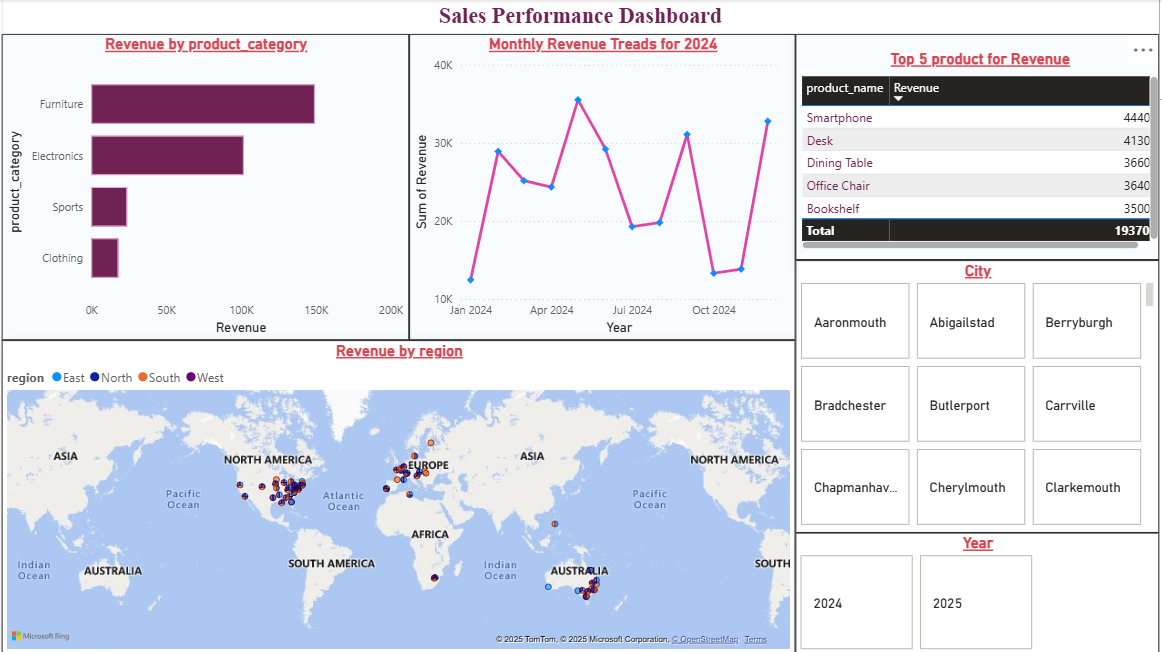 Sales Performance Dashboard
Revenue by product_category
product_category
Furniture
Electronics
Sports
Clothing
0K 50K 100K 150K 200K
Revenue
Monthly Revenue Treads for 2024
Sum of Revenue
40K
30K
20K
10K
Jan 2024 Apr 2024 Jul 2024 Oct 2024
Year
Top 5 product for Revenue
product_name Revenue
Smartphone 4440
Desk 4130
Dining Table 3660
Office Chair 3640
Bookshelf 3500
Total 19370
Revenue by region
region East North South West
ASIA NORTH AMERICA EUROPE ASIA NORTH AMERICA
Pacific Ocean Atlantic Ocean Pacific Ocean
AFRICA
Indian Ocean AUSTRALIA SOUTH AMERICA Indian Ocean AUSTRALIA SOUTH
Microsoft Bing
© 2025 TomTom, © 2025 Microsoft Corporation, © OpenStreetMap Terms
City
Aaronmouth Abigailstad Berryburgh
Bradchester Butlerport Carrville
Chapmanhav... Cherylmouth Clarkemouth
Year
2024 2025